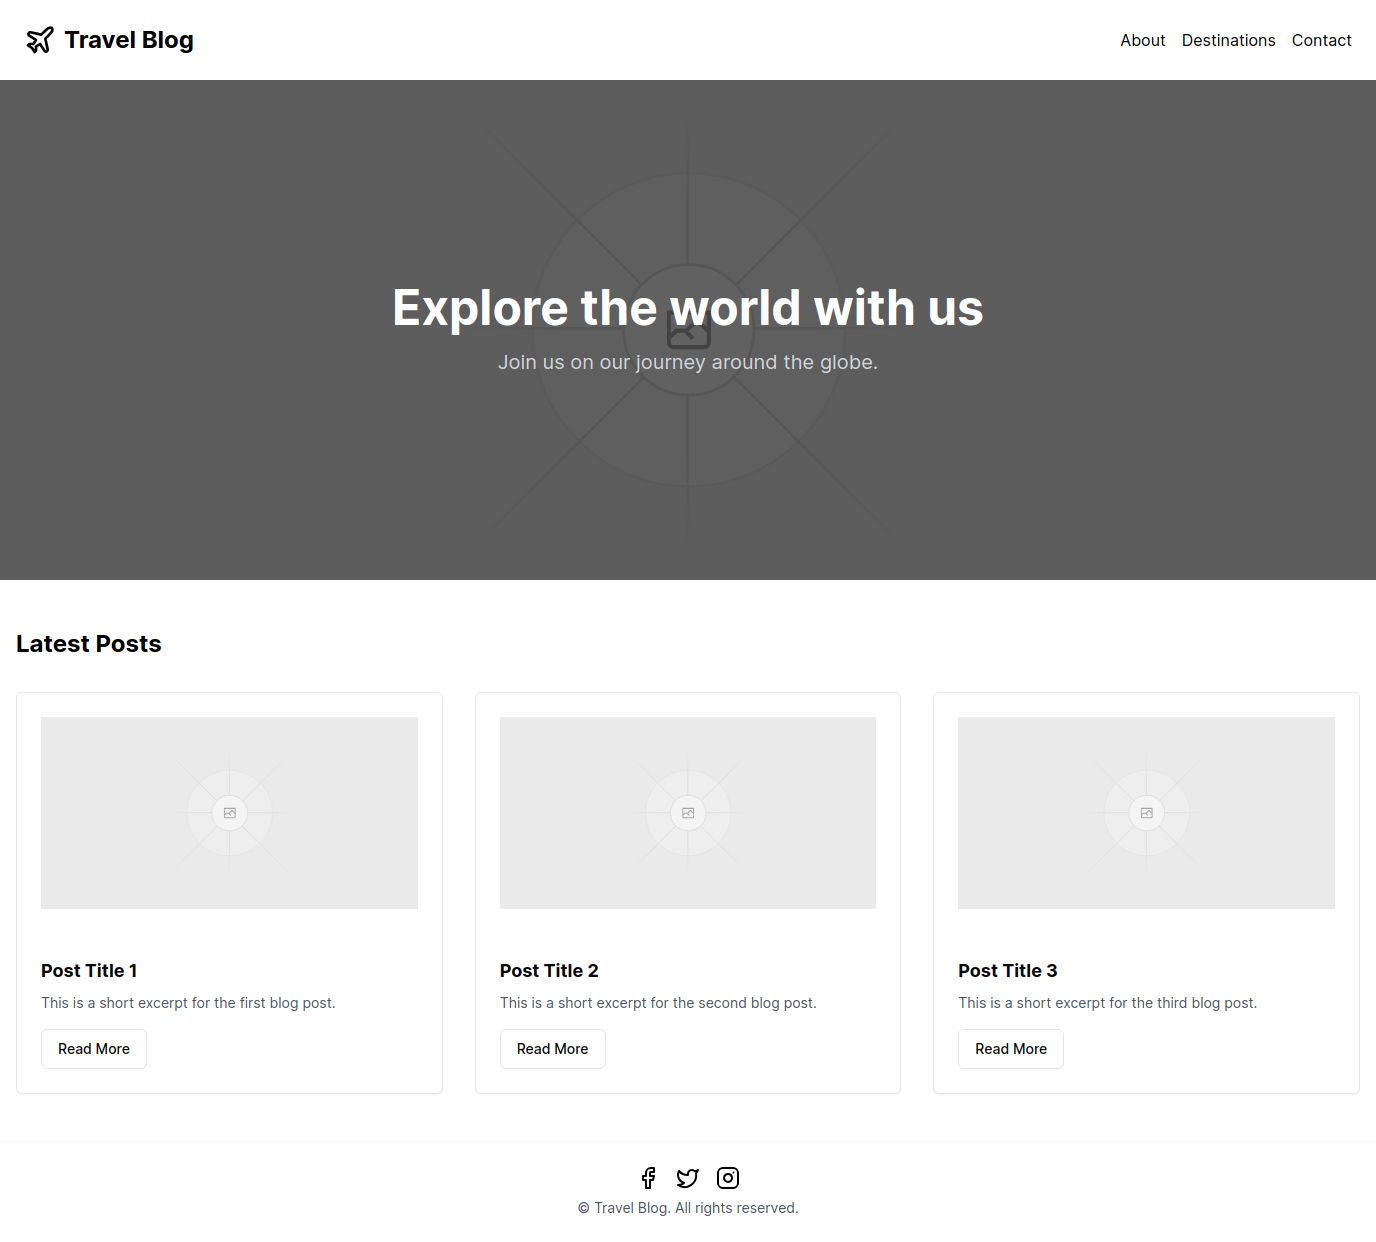 Travel Blog
About Destinations Contact
Explore the world with us
Join us on our journey around the globe.
Latest Posts
Post Title 1
This is a short excerpt for the first blog post.
Read More
Post Title 2
This is a short excerpt for the second blog post.
Read More
Post Title 3
This is a short excerpt for the third blog post.
Read More
© Travel Blog. All rights reserved.